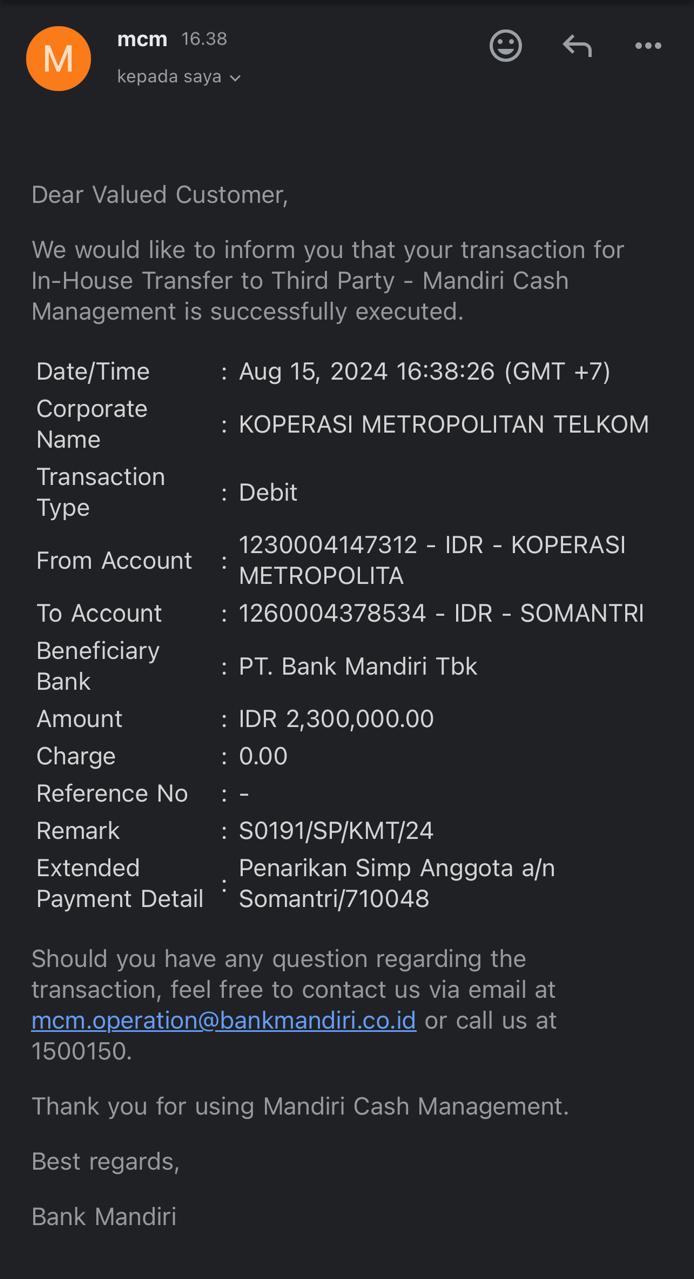 M
mcm 16.38
kepada saya
Dear Valued Customer,
We would like to inform you that your transaction for
In-House Transfer to Third Party - Mandiri Cash
Management is successfully executed.
Date/Time : Aug 15, 2024 16:38:26 (GMT +7)
Corporate
Name : KOPERASI METROPOLITAN TELKOM
Transaction
Type : Debit
From Account : 1230004147312 - IDR - KOPERASI
METROPOLITA
To Account : 1260004378534 - IDR - SOMANTRI
Beneficiary
Bank : PT. Bank Mandiri Tbk
Amount : IDR 2,300,000.00
Charge : 0.00
Reference No : -
Remark : S0191/SP/KMT/24
Extended
Payment Detail : Penarikan Simp Anggota a/n
Somantri/710048
Should you have any question regarding the
transaction, feel free to contact us via email at
mcm.operation@bankmandiri.co.id or call us at
1500150.
Thank you for using Mandiri Cash Management.
Best regards,
Bank Mandiri